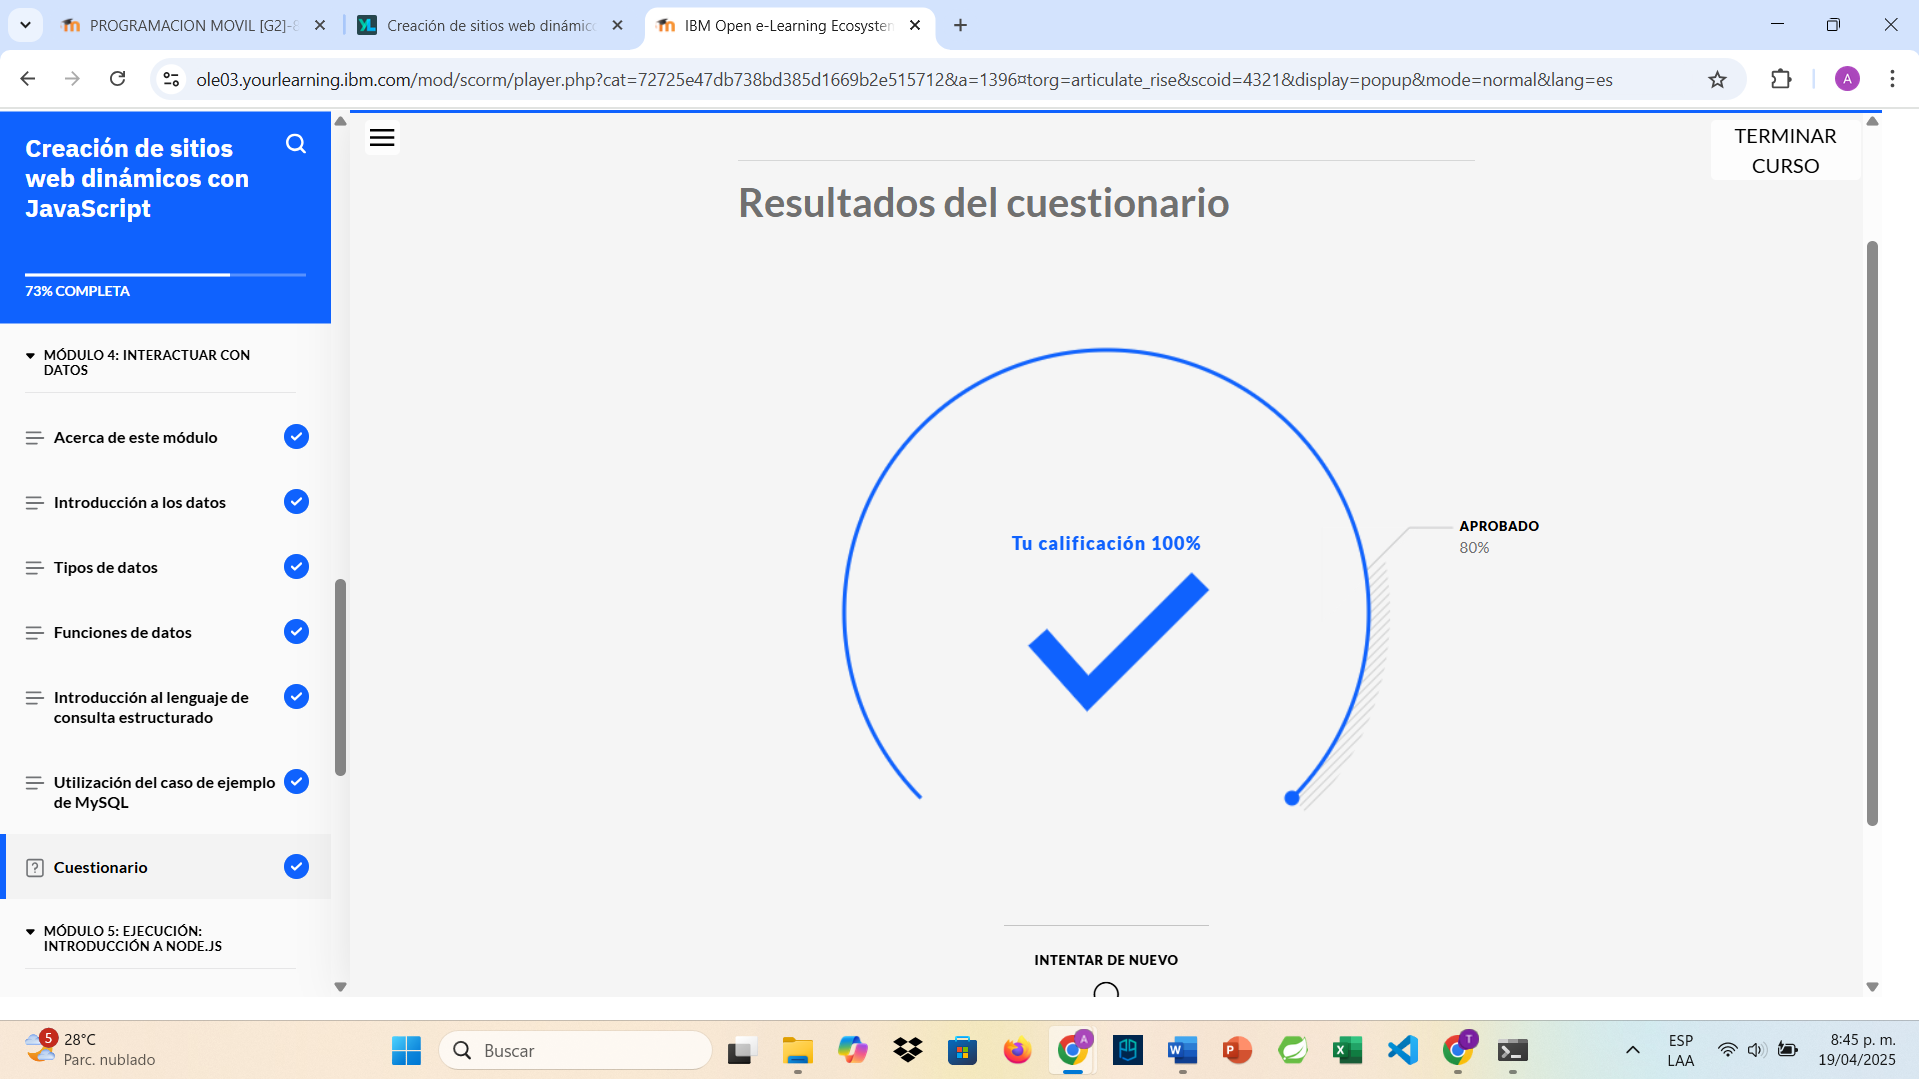 PROGRAMACION MOVIL [G2]-8
Creación de sitios web dinámico
IBM Open e-Learning Ecosystem
ole03.yourlearning.ibm.com/mod/scorm/player.php?cat=72725e47db738bd385d1669b2e515712&a=1396¤torg=articulate_rise&scoid=4321&display=popup&mode=normal&lang=es
A
Creación de sitios
web dinámicos con
JavaScript
73% COMPLETA
MÓDULO 4: INTERACTUAR CON
DATOS
Acerca de este módulo
Introducción a los datos
Tipos de datos
Funciones de datos
Introducción al lenguaje de
consulta estructurado
Utilización del caso de ejemplo
de MySQL
Cuestionario
MÓDULO 5: EJECUCIÓN:
INTRODUCCIÓN A NODE.JS
TERMINAR
CURSO
Resultados del cuestionario
Tu calificación 100%
APROBADO
80%
INTENTAR DE NUEVO
5
28°C
Parc. nublado
Buscar
A
T
ESP
LAA
8:45 p. m.
19/04/2025